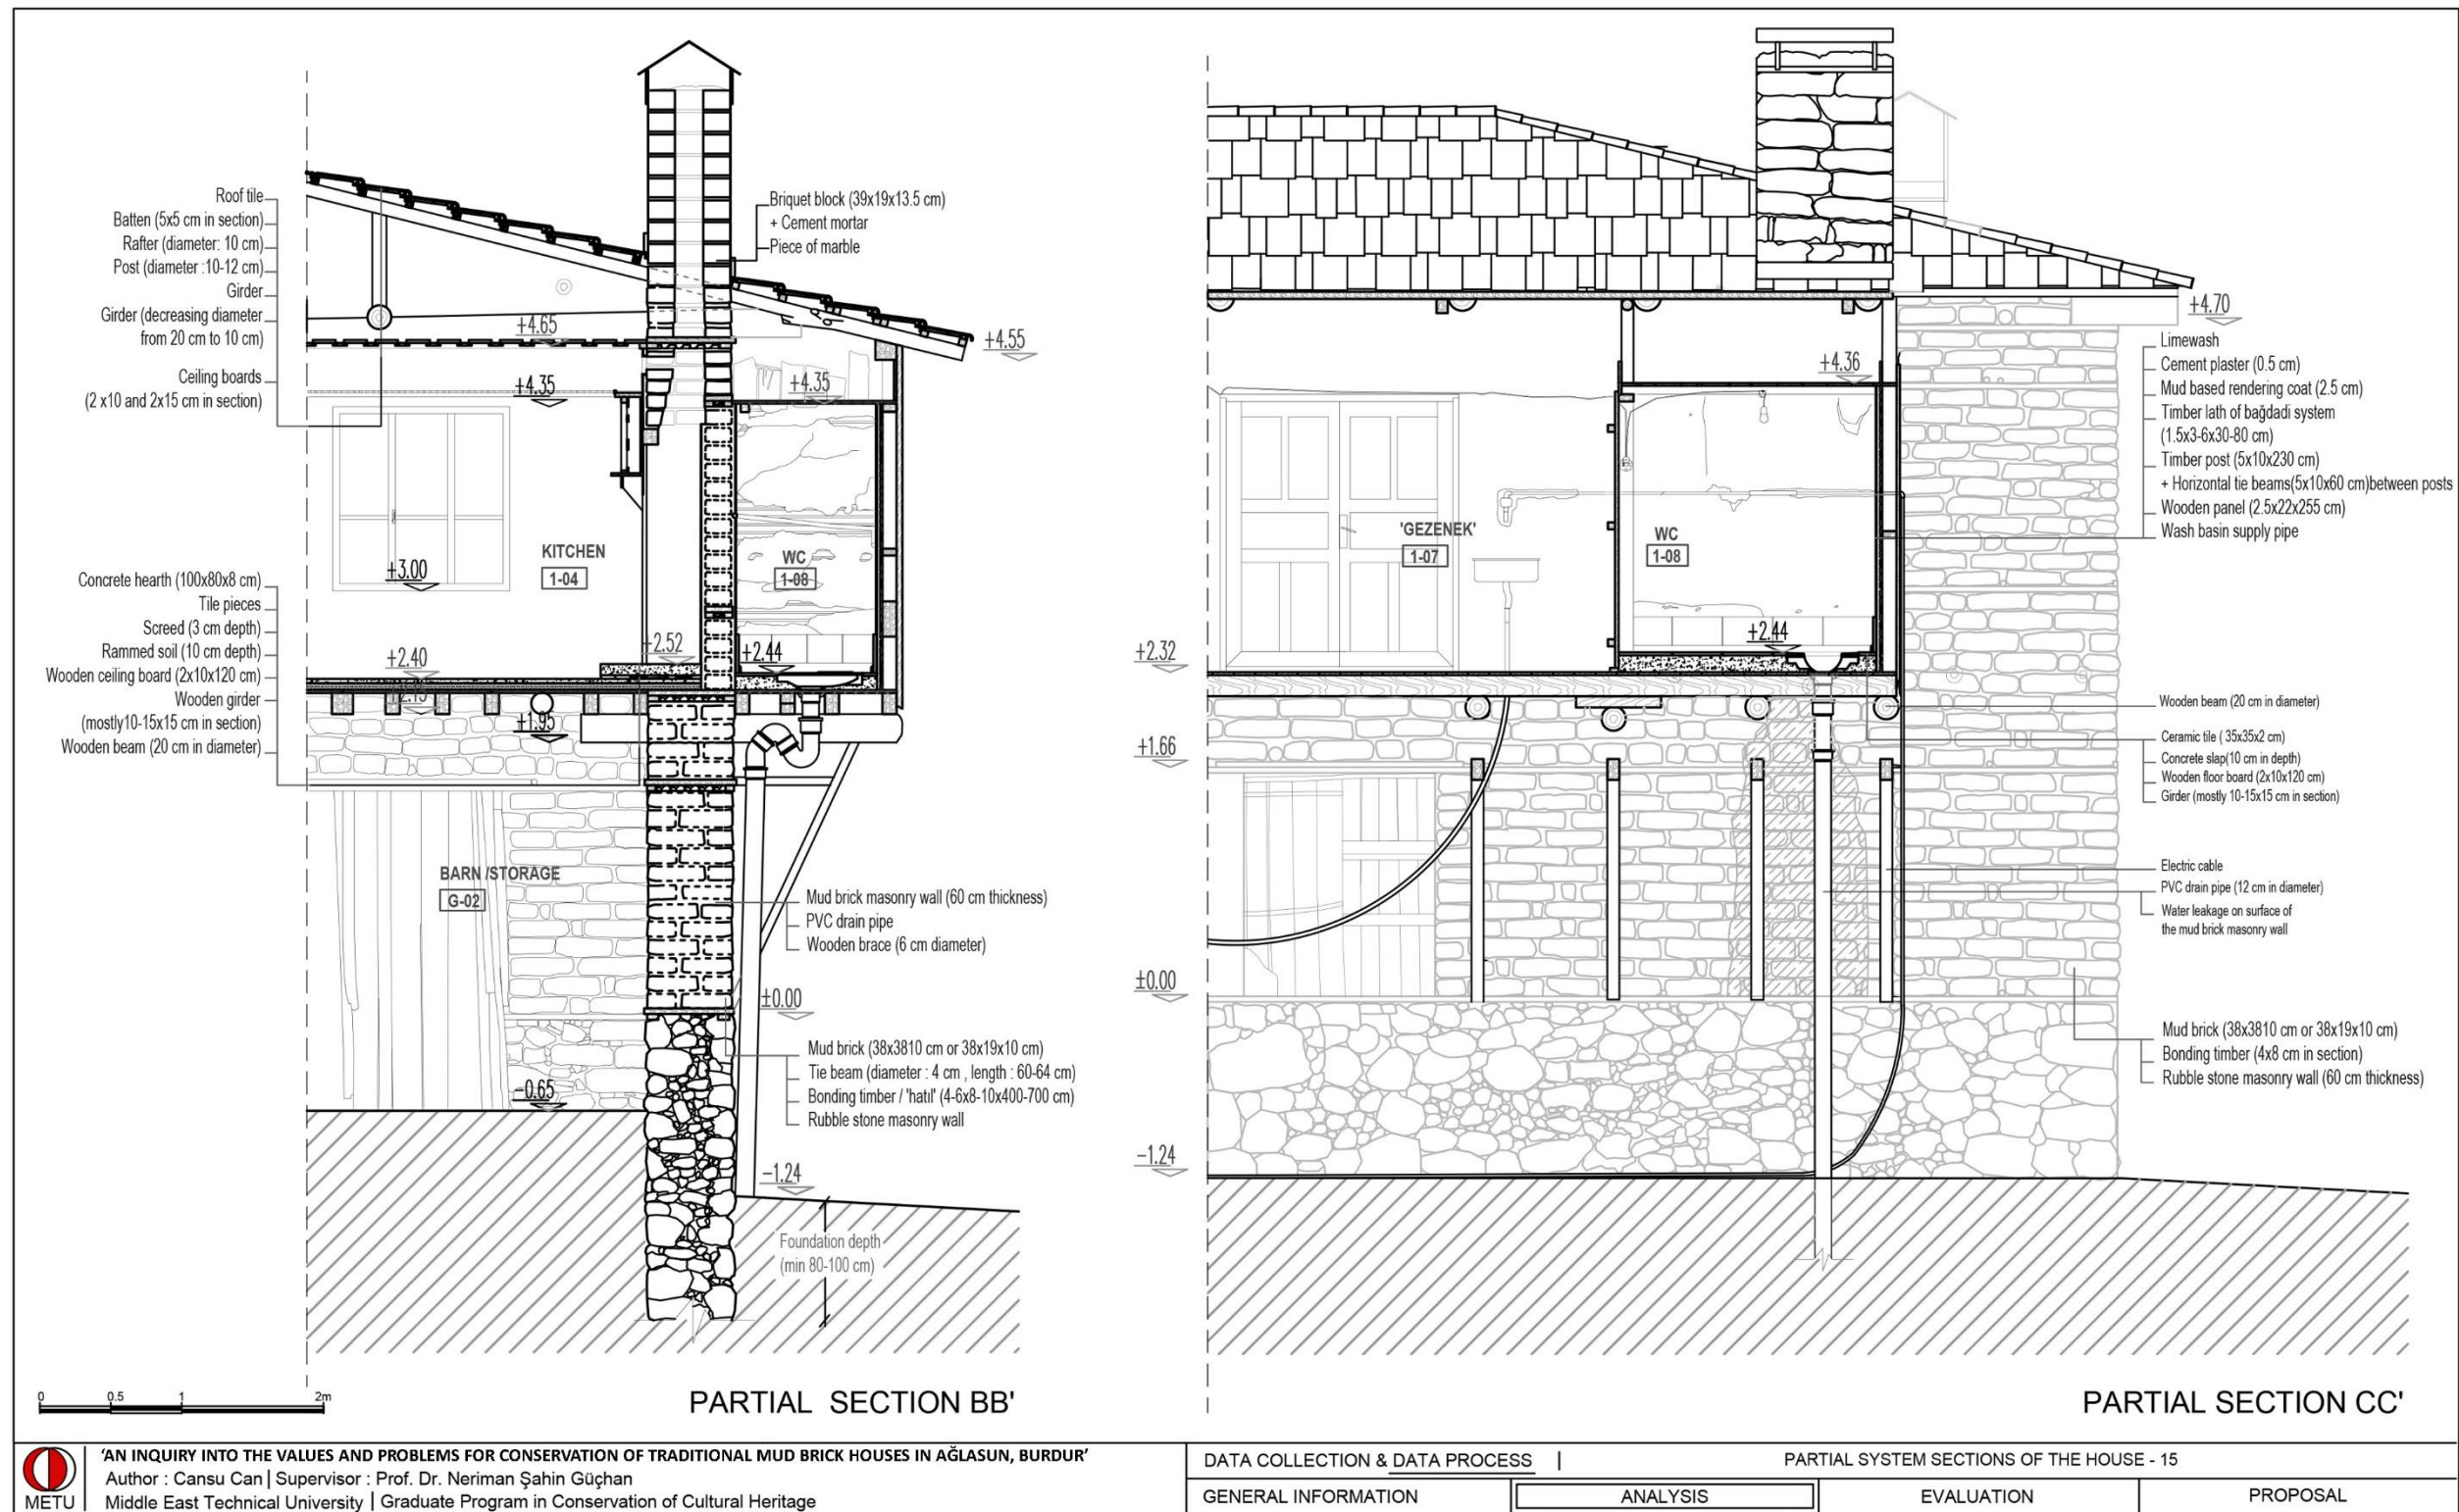 Roof tile
Batten (5x5 cm in section)
Rafter (diameter: 10 cm)
Post (diameter :10-12 cm)
Girder
Girder (decreasing diameter
from 20 cm to 10 cm)
Ceiling boards
(2 x10 and 2x15 cm in section)
Briquet block (39x19x13.5 cm)
+ Cement mortar
Piece of marble
+4.65
+4.55
+4.35
+4.35
KITCHEN
1-04
WC
1-08
+3.00
+2.52
+2.44
+2.40
+1.95
Concrete hearth (100x80x8 cm)
Tile pieces
Screed (3 cm depth)
Rammed soil (10 cm depth)
Wooden ceiling board (2x10x120 cm)
Wooden girder
(mostly10-15x15 cm in section)
Wooden beam (20 cm in diameter)
BARN /STORAGE
G-02
Mud brick masonry wall (60 cm thickness)
PVC drain pipe
Wooden brace (6 cm diameter)
±0.00
Mud brick (38x3810 cm or 38x19x10 cm)
Tie beam (diameter : 4 cm , length : 60-64 cm)
Bonding timber / 'hatıl' (4-6x8-10x400-700 cm)
Rubble stone masonry wall
-0.65
-1.24
Foundation depth
(min 80-100 cm)
0 0.5 1 2m
PARTIAL SECTION BB'
+4.70
Limewash
Cement plaster (0.5 cm)
Mud based rendering coat (2.5 cm)
Timber lath of bağdadi system
(1.5x3-6x30-80 cm)
Timber post (5x10x230 cm)
+ Horizontal tie beams(5x10x60 cm)between posts
Wooden panel (2.5x22x255 cm)
Wash basin supply pipe
+4.36
'GEZENEK'
1-07
WC
1-08
+2.44
+2.32
+1.66
±0.00
-1.24
Wooden beam (20 cm in diameter)
Ceramic tile ( 35x35x2 cm)
Concrete slap(10 cm in depth)
Wooden floor board (2x10x120 cm)
Girder (mostly 10-15x15 cm in section)
Electric cable
PVC drain pipe (12 cm in diameter)
Water leakage on surface of
the mud brick masonry wall
Mud brick (38x3810 cm or 38x19x10 cm)
Bonding timber (4x8 cm in section)
Rubble stone masonry wall (60 cm thickness)
PARTIAL SECTION CC'
METU
'AN INQUIRY INTO THE VALUES AND PROBLEMS FOR CONSERVATION OF TRADITIONAL MUD BRICK HOUSES IN AĞLASUN, BURDUR'
Author : Cansu Can | Supervisor : Prof. Dr. Neriman Şahin Güçhan
Middle East Technical University | Graduate Program in Conservation of Cultural Heritage
DATA COLLECTION & DATA PROCESS | PARTIAL SYSTEM SECTIONS OF THE HOUSE - 15
GENERAL INFORMATION ANALYSIS EVALUATION PROPOSAL